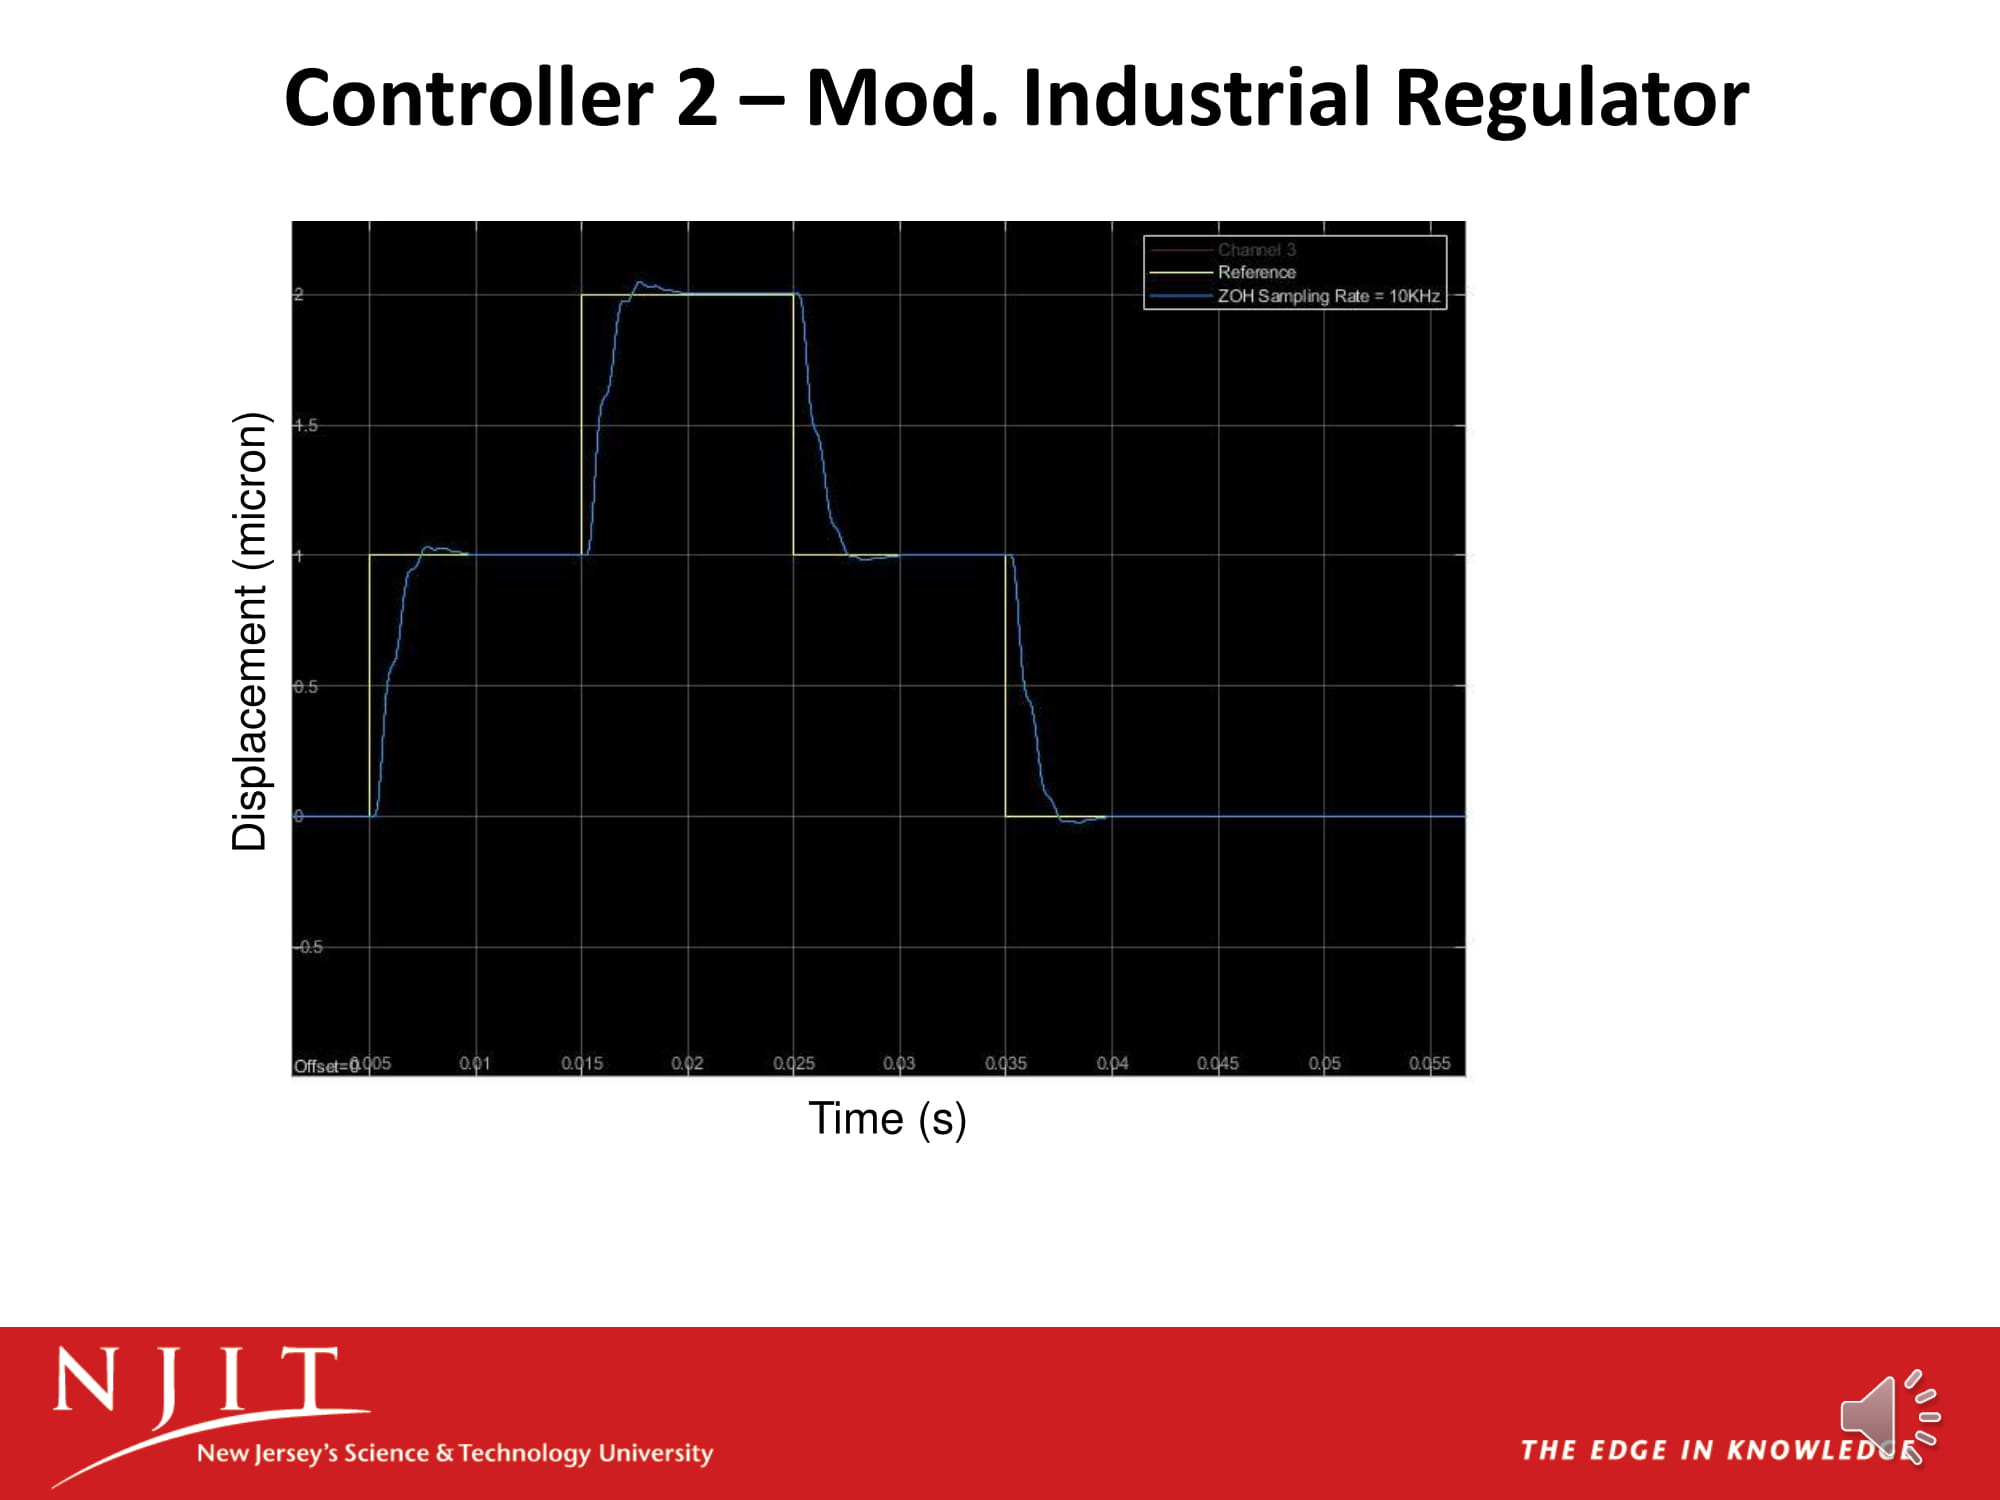 Controller 2 – Mod. Industrial Regulator
Channel 3
Reference
ZOH Sampling Rate = 10KHz
Displacement (micron)
2
1.5
1
0.5
0
-0.5
Offset=0
0.005 0.01 0.015 0.02 0.025 0.03 0.035 0.04 0.045 0.05 0.055
Time (s)
NJIT
New Jersey's Science & Technology University
THE EDGE IN KNOWLEDGE